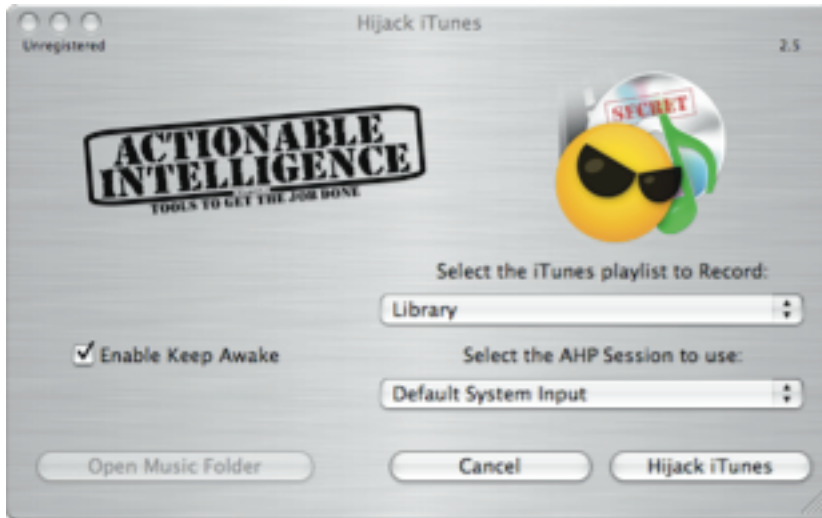 Hijack iTunes
Unregistered
2.5
ACTIONABLE
INTELLIGENCE
TOOLS TO GET THE JOB DONE
SECRET
Select the iTunes playlist to Record:
Library
Enable Keep Awake
Select the AHP Session to use:
Default System Input
Open Music Folder
Cancel
Hijack iTunes